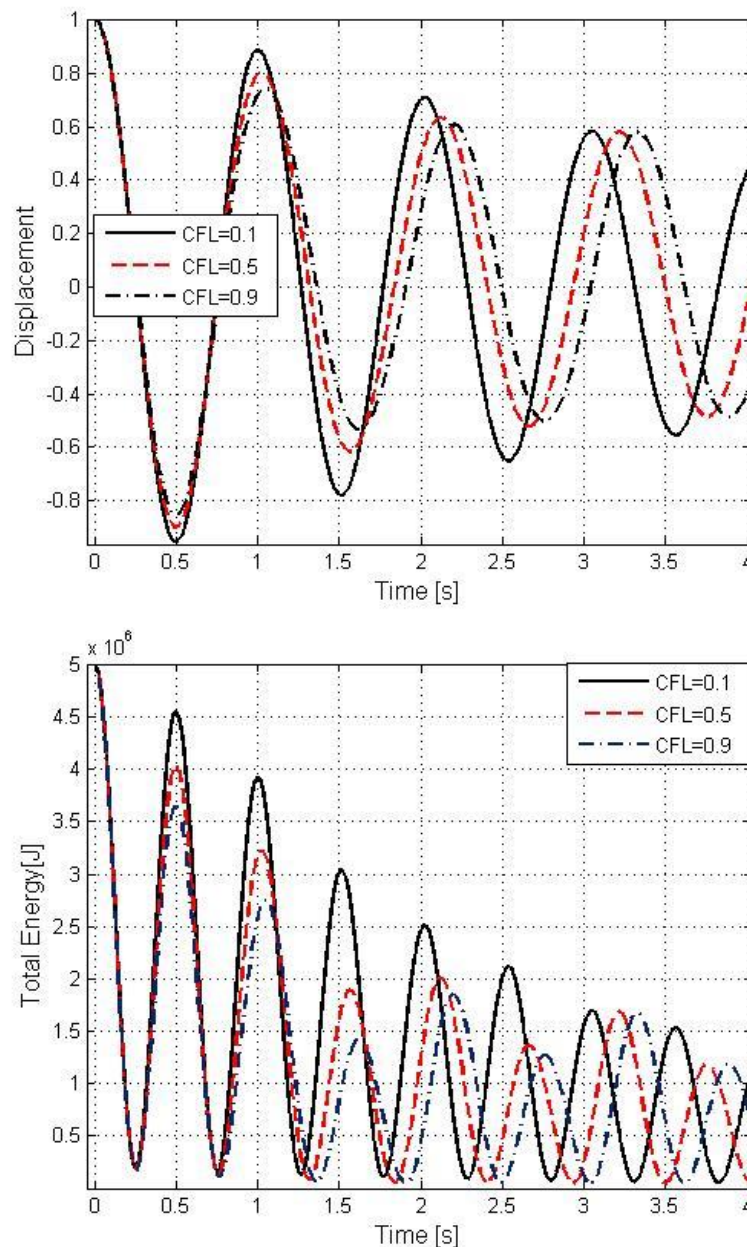 1
0.8
0.6
0.4
0.2
0
-0.2
-0.4
-0.6
-0.8
Displacement
CFL=0.1
CFL=0.5
CFL=0.9
0 0.5 1 1.5 2 2.5 3 3.5 4
Time [s]
x 10^6
5
4.5
4
3.5
3
2.5
2
1.5
1
0.5
Total Energy[J]
CFL=0.1
CFL=0.5
CFL=0.9
0 0.5 1 1.5 2 2.5 3 3.5 4
Time [s]